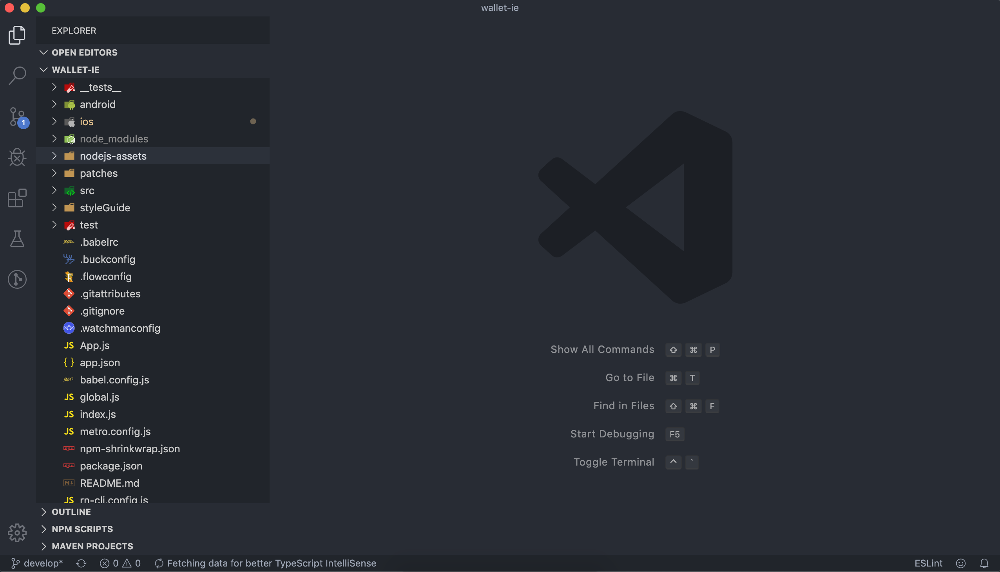 wallet-ie
EXPLORER
OPEN EDITORS
WALLET-IE
__tests__
android
ios
node_modules
nodejs-assets
patches
src
styleGuide
test
.babelrc
.buckconfig
.flowconfig
.gitattributes
.gitignore
.watchmanconfig
JS App.js
{ } app.json
babel.config.js
JS global.js
JS index.js
JS metro.config.js
npm-shrinkwrap.json
package.json
README.md
JS rn-cli.config.js
OUTLINE
NPM SCRIPTS
MAVEN PROJECTS
1
Show All Commands ⇧ ⌘ P
Go to File ⌘ T
Find in Files ⇧ ⌘ F
Start Debugging F5
Toggle Terminal ^ `
develop* 0 0 Fetching data for better TypeScript IntelliSense ESLint